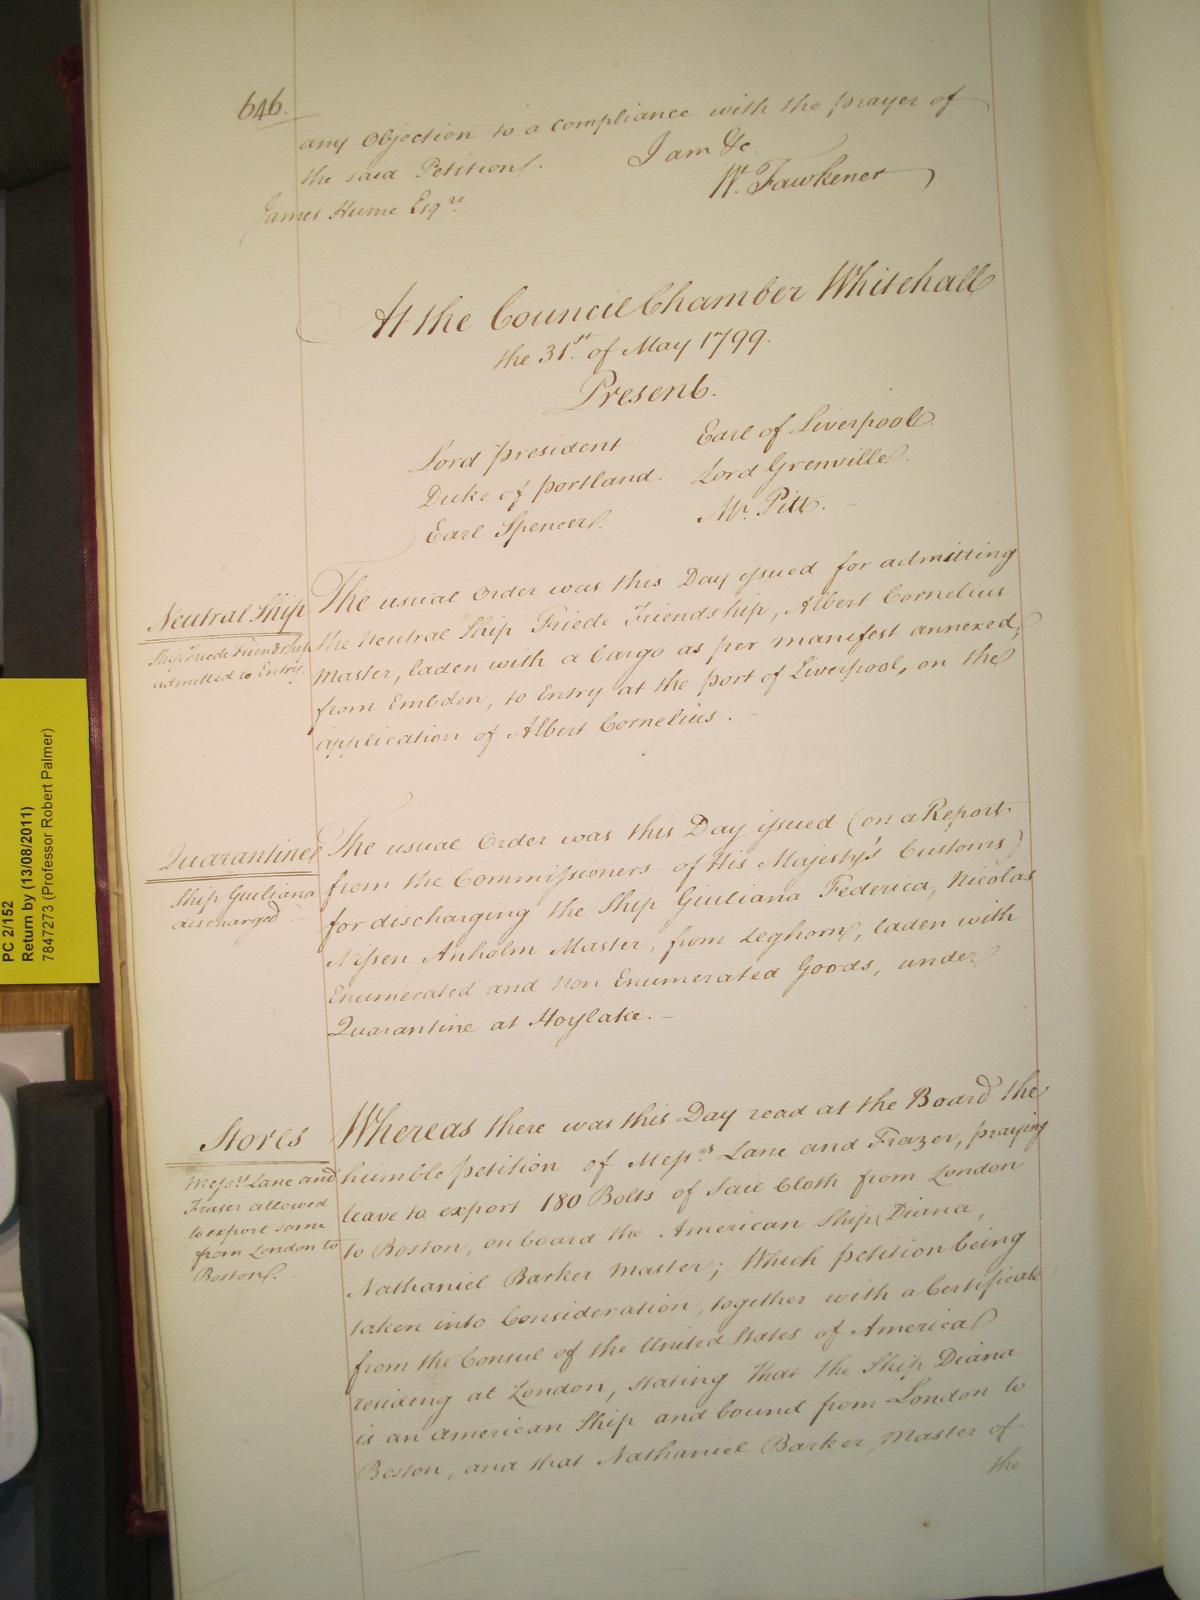 646.
any Objection to a compliance with the prayer of
the said Petition.
I am &c.
W. Fawkener
James Hume Esqre
At the Council Chamber Whitehall
the 31st of May 1799.
Present.
Lord President
Earl of Liverpool
Duke of Portland.
Lord Grenville.
Earl Spencer.
Mr. Pitt.
Neutral Ship
Ship Friede Friendship
admitted to Entry.
The usual Order was this Day issued for admitting
the Neutral Ship Friede Friendship, Albert Cornelius
Master, laden with a Cargo as per manifest annexed,
from Embden, to Entry at the port of Liverpool, on the
application of Albert Cornelius. -
Quarantine
Ship Guiliana
discharged. -
The usual Order was this Day issued (on a Report
from the Commissioners of His Majesty's Customs)
for discharging the Ship Giuliana Federica, Nicolas
Nissen Anholm Master, from Leghorn, laden with
Enumerated and Non Enumerated Goods, under
Quarantine at Hoylake. -
Stores
Messrs Lane and
Fraser allowed
to export some
from London to
Boston. -
Whereas there was this Day read at the Board the
humble petition of Messrs Lane and Frazer, praying
leave to export 180 Bolts of Sail Cloth from London
to Boston, on board the American Ship Diana,
Nathaniel Barker Master; Which petition being
taken into Consideration, together with a Certificate
from the Consul of the United States of America
residing at London, stating that the Ship Diana
is an American Ship and bound from London to
Boston, and that Nathaniel Barker, Master of
the
PC 2/152
Return by (13/08/2011)
7847273 (Professor Robert Palmer)